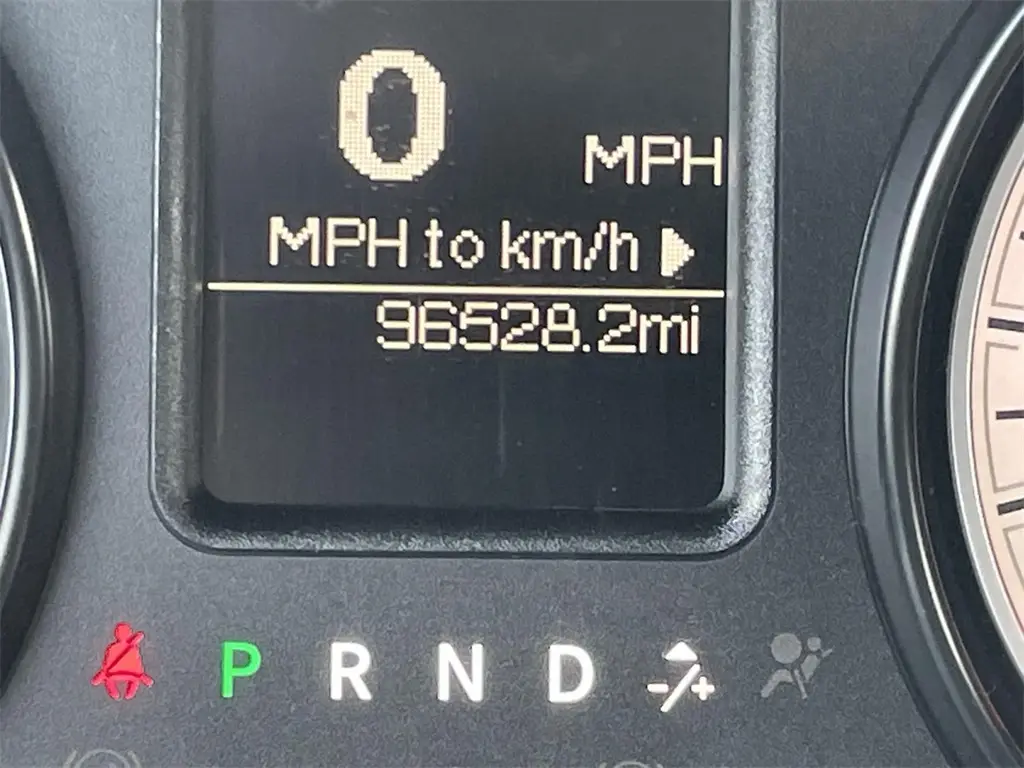 0
MPH
MPH to km/h
96528.2mi
P R N D -/+